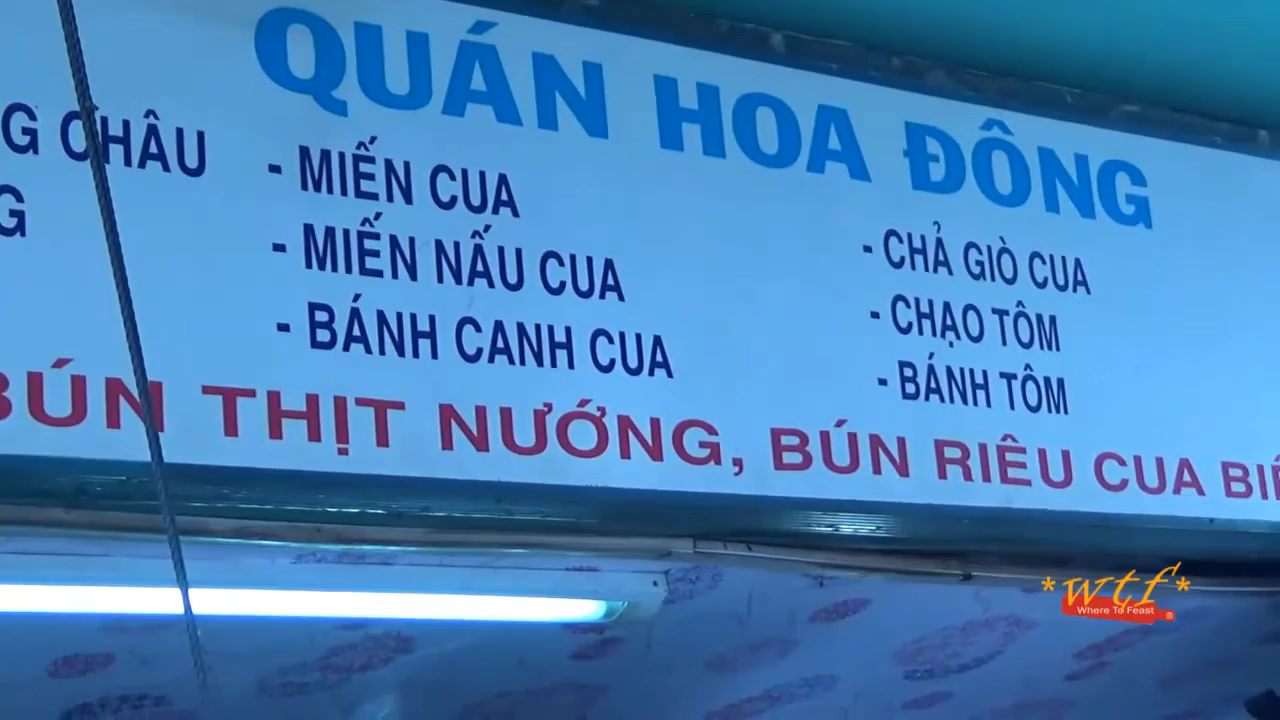 QUÁN HOA ĐÔNG
CHÂU
- MIẾN CUA
- MIẾN NẤU CUA
- BÁNH CANH CUA
- CHẢ GIÒ CUA
- CHẠO TÔM
- BÁNH TÔM
BÚN THỊT NƯỚNG, BÚN RIÊU CUA
*wtf*
Where To Feast